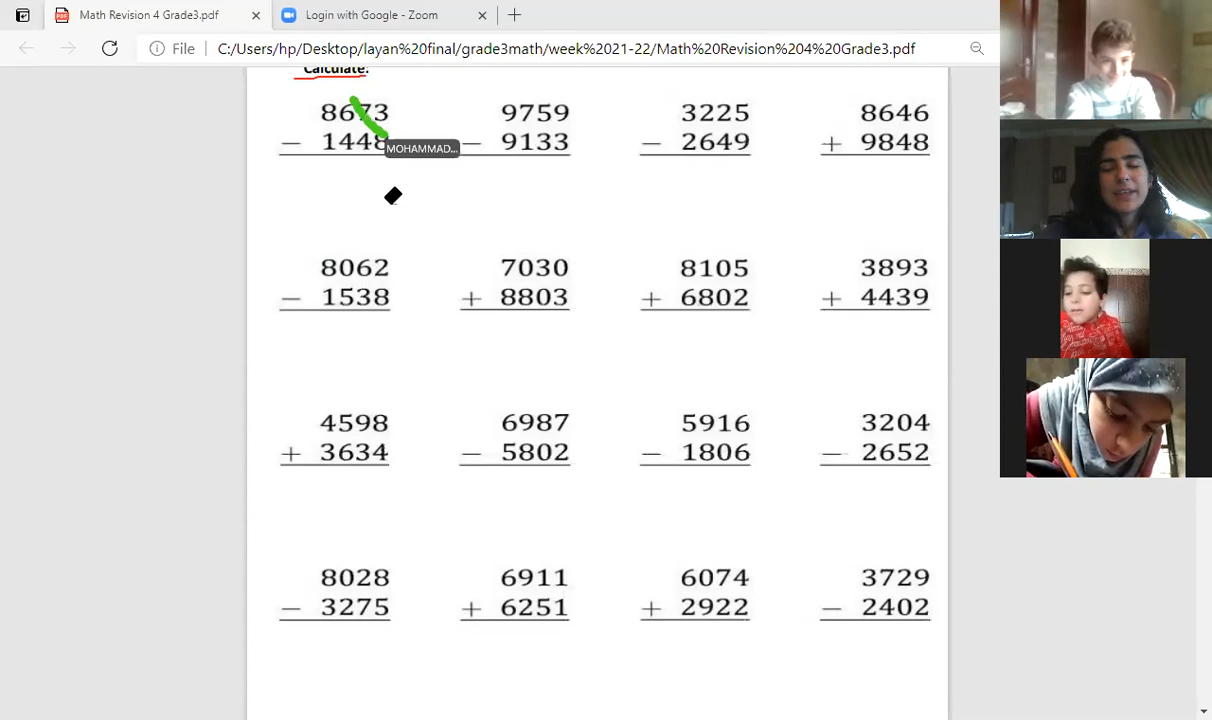 Math Revision 4 Grade3.pdf
Login with Google - Zoom
File
C:/Users/hp/Desktop/layan%20final/grade3math/week%2021-22/Math%20Revision%204%20Grade3.pdf
Calculate:
8673 9759 3225 8646
- 1448 - 9133 - 2649 + 9848
MOHAMMAD...
8062 7030 8105 3893
- 1538 + 8803 + 6802 + 4439
4598 6987 5916 3204
+ 3634 - 5802 - 1806 - 2652
8028 6911 6074 3729
- 3275 + 6251 + 2922 - 2402